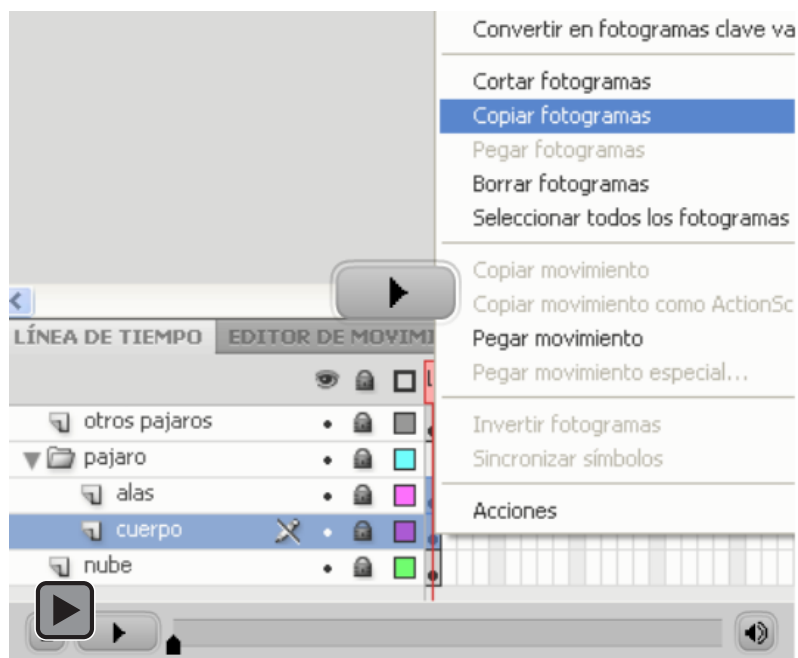 Convertir en fotogramas clave va
Cortar fotogramas
Copiar fotogramas
Pegar fotogramas
Borrar fotogramas
Seleccionar todos los fotogramas
Copiar movimiento
Copiar movimiento como ActionSc
Pegar movimiento
Pegar movimiento especial...
Invertir fotogramas
Sincronizar símbolos
Acciones
LÍNEA DE TIEMPO EDITOR DE MOVIMI
otros pajaros
pajaro
alas
cuerpo
nube